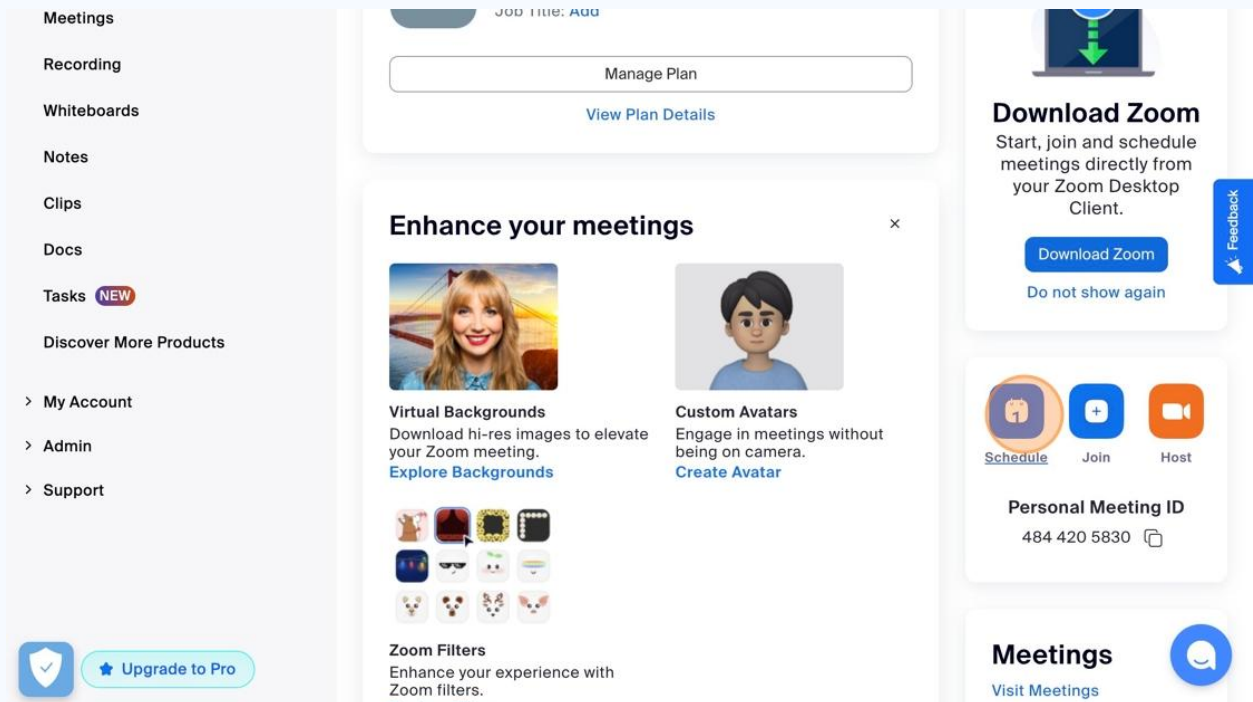 Meetings
Recording
Whiteboards
Notes
Clips
Docs
Tasks NEW
Discover More Products
> My Account
> Admin
> Support
Upgrade to Pro
Job Title: Add
Manage Plan
View Plan Details
Enhance your meetings
Virtual Backgrounds
Download hi-res images to elevate
your Zoom meeting.
Explore Backgrounds
Custom Avatars
Engage in meetings without
being on camera.
Create Avatar
Zoom Filters
Enhance your experience with
Zoom filters.
Download Zoom
Start, join and schedule
meetings directly from
your Zoom Desktop
Client.
Download Zoom
Do not show again
Feedback
1
Schedule
Join
Host
Personal Meeting ID
484 420 5830
Meetings
Visit Meetings